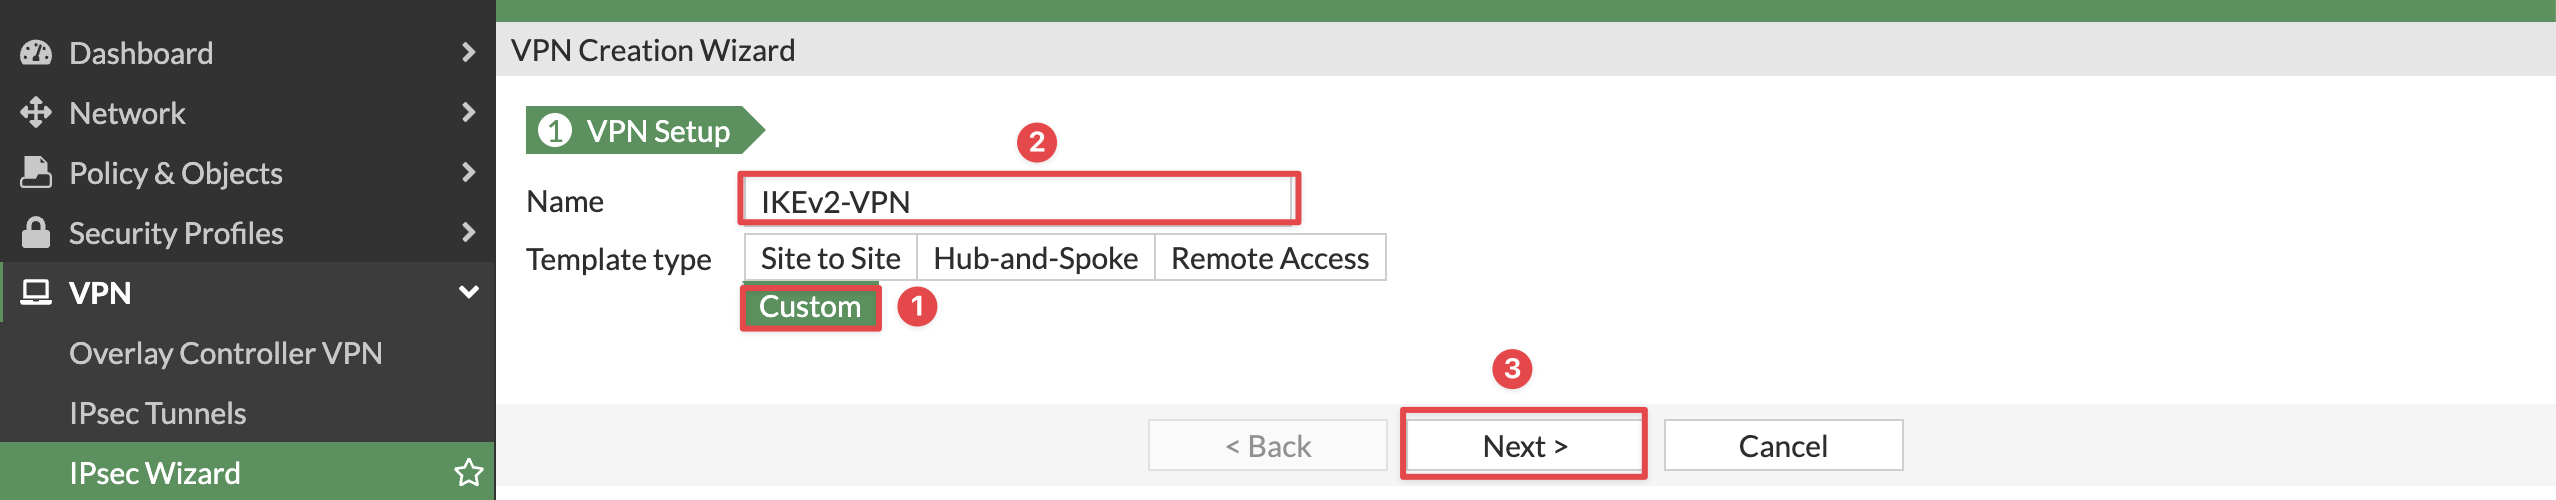 Dashboard
Network
Policy & Objects
Security Profiles
VPN
Overlay Controller VPN
IPsec Tunnels
IPsec Wizard
VPN Creation Wizard
1 VPN Setup
2
Name IKEv2-VPN
Template type Site to Site Hub-and-Spoke Remote Access
Custom 1
3
< Back Next > Cancel